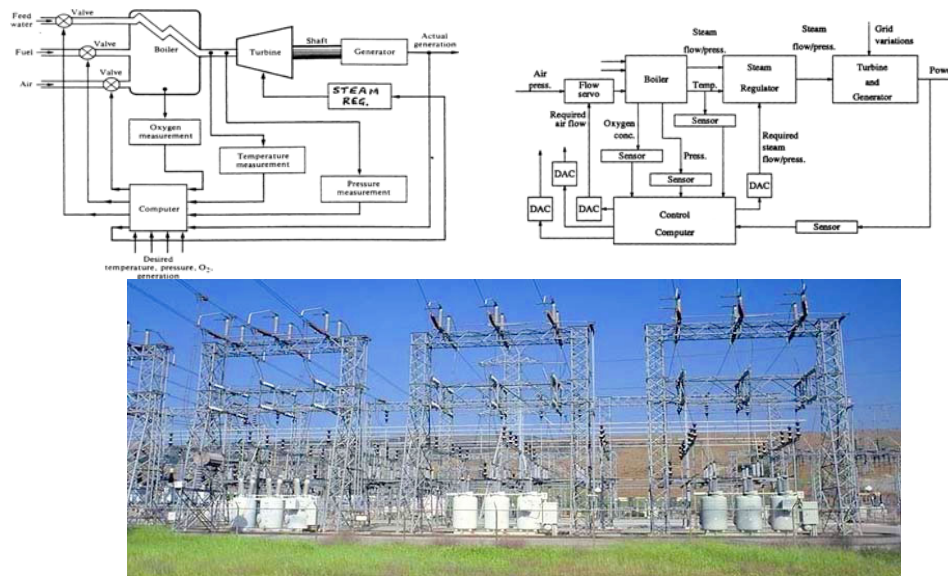 Feed
water
Valve
Fuel
Valve
Air
Valve
Boiler
Turbine
Shaft
Generator
Actual
generation
STEAM
REG.
Oxygen
measurement
Temperature
measurement
Pressure
measurement
Computer
Desired
temperature, pressure, O2,
generation
Steam
flow/press.
Steam
flow/press.
Grid
variations
Air
press.
Flow
servo
Boiler
Temp.
Steam
Regulator
Turbine
and
Generator
Power
Required
air flow
Oxygen
conc.
Sensor
Sensor
Press.
Sensor
Required
steam
flow/press.
DAC
DAC
DAC
DAC
Control
Computer
Sensor